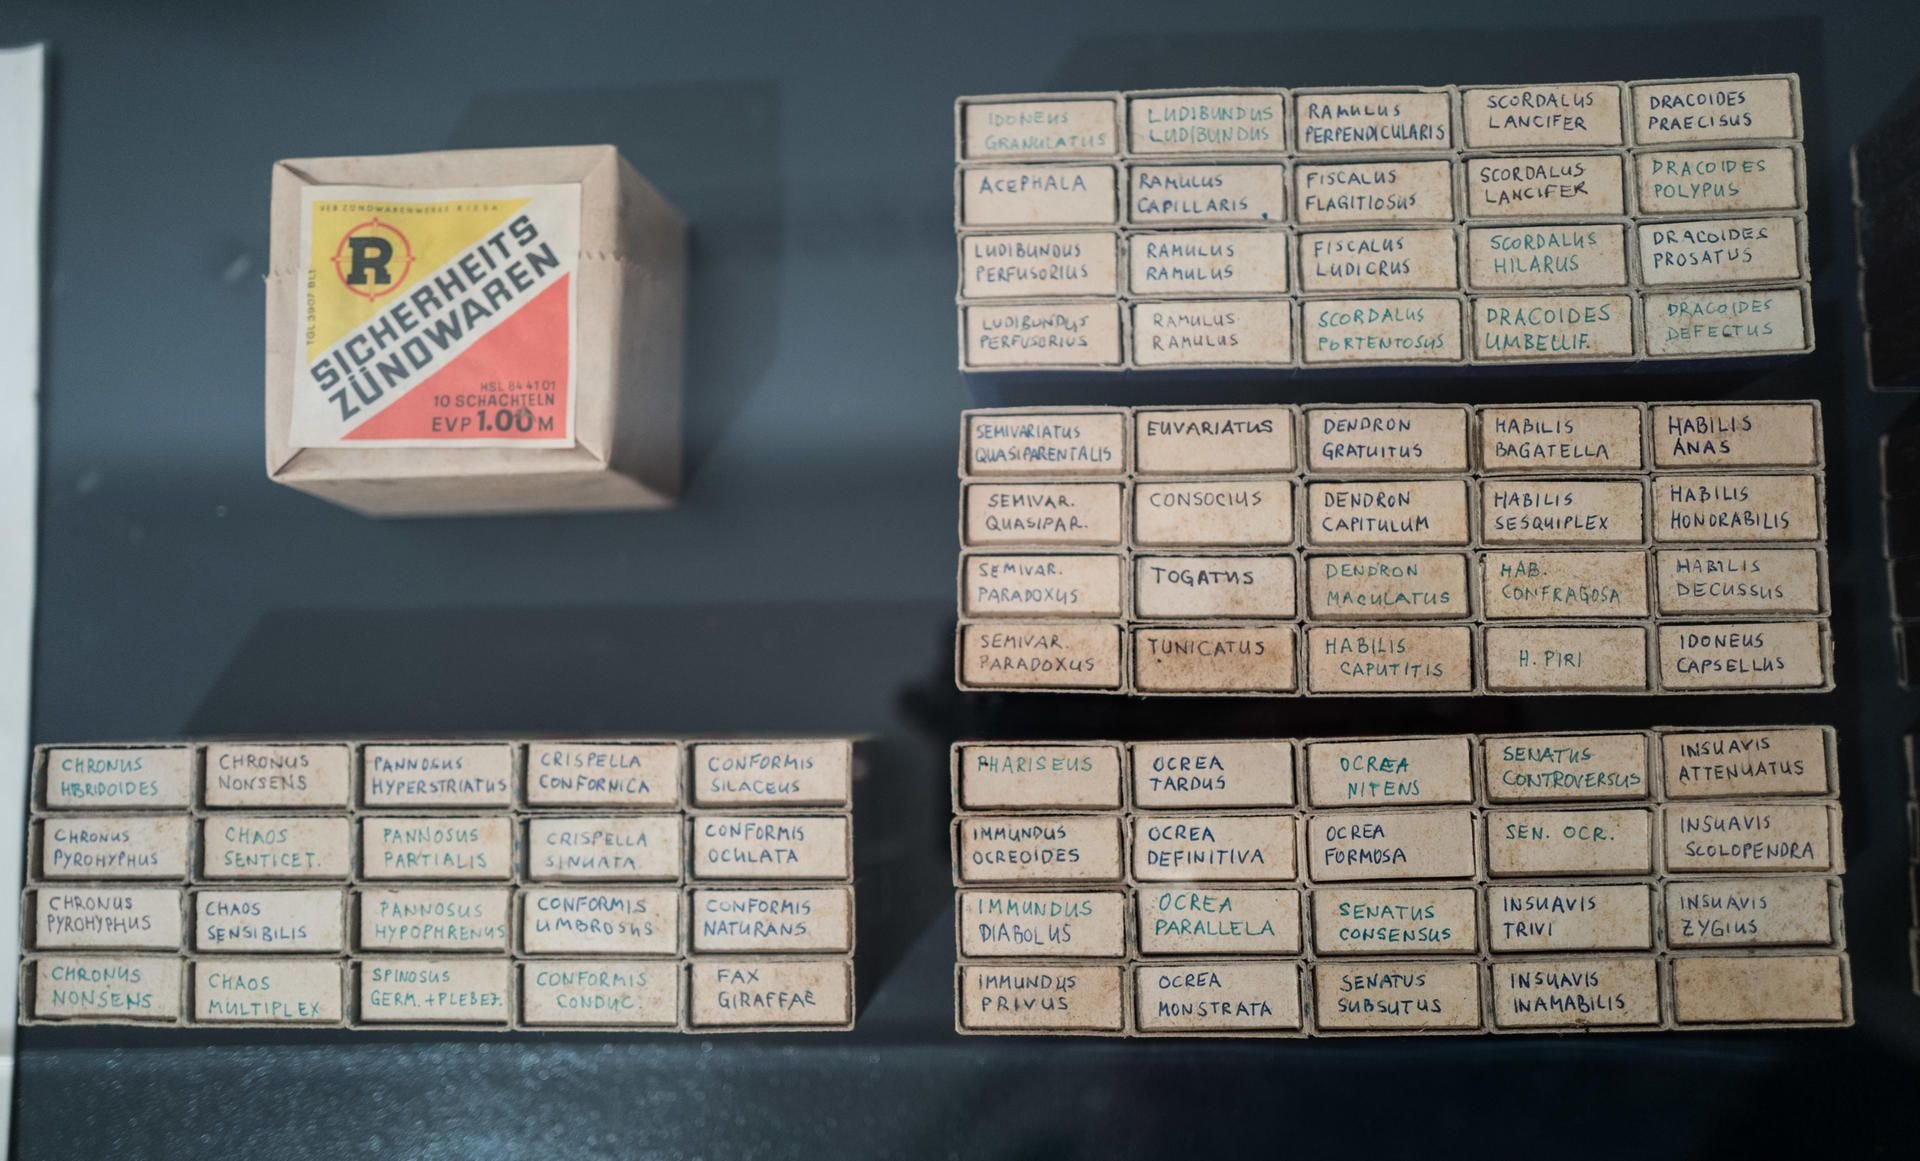 VEB ZÜNDWARENWERKE RIESA
R
TGL 3907 BL1
SICHERHEITS
ZÜNDWAREN
HSL 84 41 01
10 SCHACHTELN
EVP 1.00 M
IDONEUS
GRANULATUS
LUDIBUNDUS
LUDIBUNDUS
RAMULUS
PERPENDICULARIS
SCORDALUS
LANCIFER
DRACOIDES
PRAECISUS
ACEPHALA
RAMULUS
CAPILLARIS
FISCALUS
FLAGITIOSUS
SCORDALUS
LANCIFER
DRACOIDES
POLYPUS
LUDIBUNDUS
PERFUSORIUS
RAMULUS
RAMULUS
FISCALUS
LUDICRUS
SCORDALUS
HILARUS
DRACOIDES
PROSATUS
LUDIBUNDUS
PERFUSORIUS
RAMULUS
RAMULUS
SCORDALUS
PORTENTOSUS
DRACOIDES
UMBELLIF.
DRACOIDES
DEFECTUS
SEMIVARIATUS
QUASIPARENTALIS
EUVARIATUS
DENDRON
GRATUITUS
HABILIS
BAGATELLA
HABILIS
ANAS
SEMIVAR.
QUASIPAR.
CONSOCIUS
DENDRON
CAPITULUM
HABILIS
SESQUIPLEX
HABILIS
HONORABILIS
SEMIVAR.
PARADOXUS
TOGATUS
DENDRON
MACULATUS
HAB.
CONFRAGOSA
HABILIS
DECUSSUS
SEMIVAR.
PARADOXUS
TUNICATUS
HABILIS
CAPUTITIS
H. PIRI
IDONEUS
CAPSELLUS
CHRONUS
HBRIDOIDES
CHRONUS
NONSENS
PANNOSUS
HYPERSTRIATUS
CRISPELLA
CONFORNICA
CONFORMIS
SILACEUS
CHRONUS
PYROHYPHUS
CHAOS
SENTICET.
PANNOSUS
PARTIALIS
CRISPELLA
SINUATA
CONFORMIS
OCULATA
CHRONUS
PYROHYPHUS
CHAOS
SENSIBILIS
PANNOSUS
HYPOPHRENUS
CONFORMIS
UMBROSUS
CONFORMIS
NATURANS
CHRONUS
NONSENS
CHAOS
MULTIPLEX
SPINOSUS
GERM. + PLEBEJ.
CONFORMIS
CONDUC.
FAX
GIRAFFAE
PHARISEUS
OCREA
TARDUS
OCREA
NITENS
SENATUS
CONTROVERSUS
INSUAVIS
ATTENUATUS
IMMUNDUS
OCREOIDES
OCREA
DEFINITIVA
OCREA
FORMOSA
SEN. OCR.
INSUAVIS
SCOLOPENDRA
IMMUNDUS
DIABOLUS
OCREA
PARALLELA
SENATUS
CONSENSUS
INSUAVIS
TRIVI
INSUAVIS
ZYGIUS
IMMUNDUS
PRIVUS
OCREA
MONSTRATA
SENATUS
SUBSUTUS
INSUAVIS
INAMABILIS